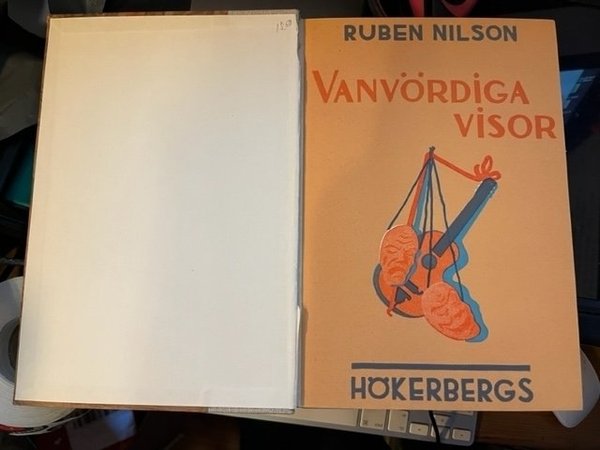 RUBEN NILSON
VANVÖRDIGA
VISOR
HÖKERBERGS